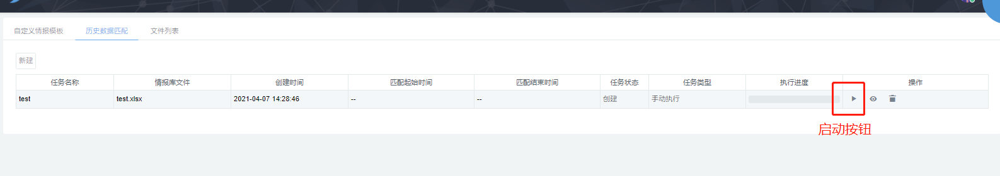 自定义情报模板 历史数据匹配 文件列表
新建
任务名称 情报库文件 创建时间 匹配起始时间 匹配结束时间 任务状态 任务类型 执行进度 操作
test test.xlsx 2021-04-07 14:28:46 -- -- 创建 手动执行
启动按钮